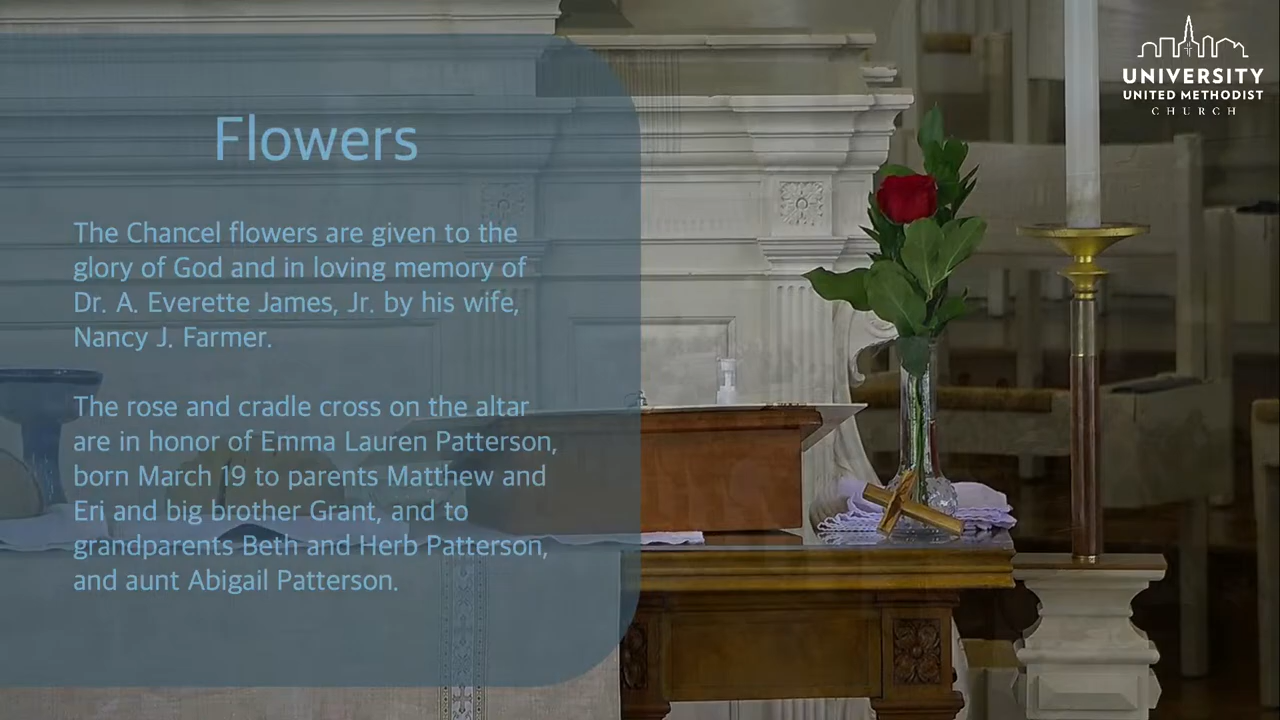 UNIVERSITY
UNITED METHODIST
CHURCH
Flowers
The Chancel flowers are given to the
glory of God and in loving memory of
Dr. A. Everette James, Jr. by his wife,
Nancy J. Farmer.
The rose and cradle cross on the altar
are in honor of Emma Lauren Patterson,
born March 19 to parents Matthew and
Eri and big brother Grant, and to
grandparents Beth and Herb Patterson,
and aunt Abigail Patterson.